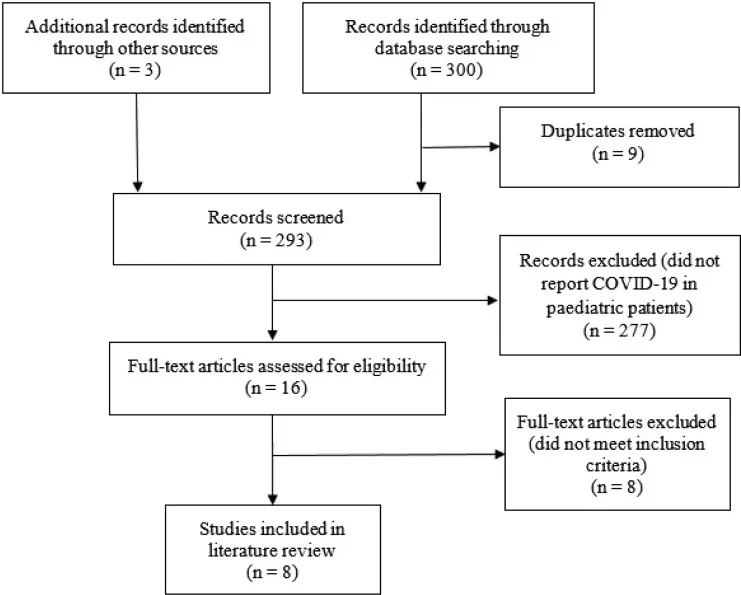 Additional records identified
through other sources
(n = 3)
Records identified through
database searching
(n = 300)
Duplicates removed
(n = 9)
Records screened
(n = 293)
Records excluded (did not
report COVID-19 in
paediatric patients)
(n = 277)
Full-text articles assessed for eligibility
(n = 16)
Full-text articles excluded
(did not meet inclusion
criteria)
(n = 8)
Studies included in
literature review
(n = 8)